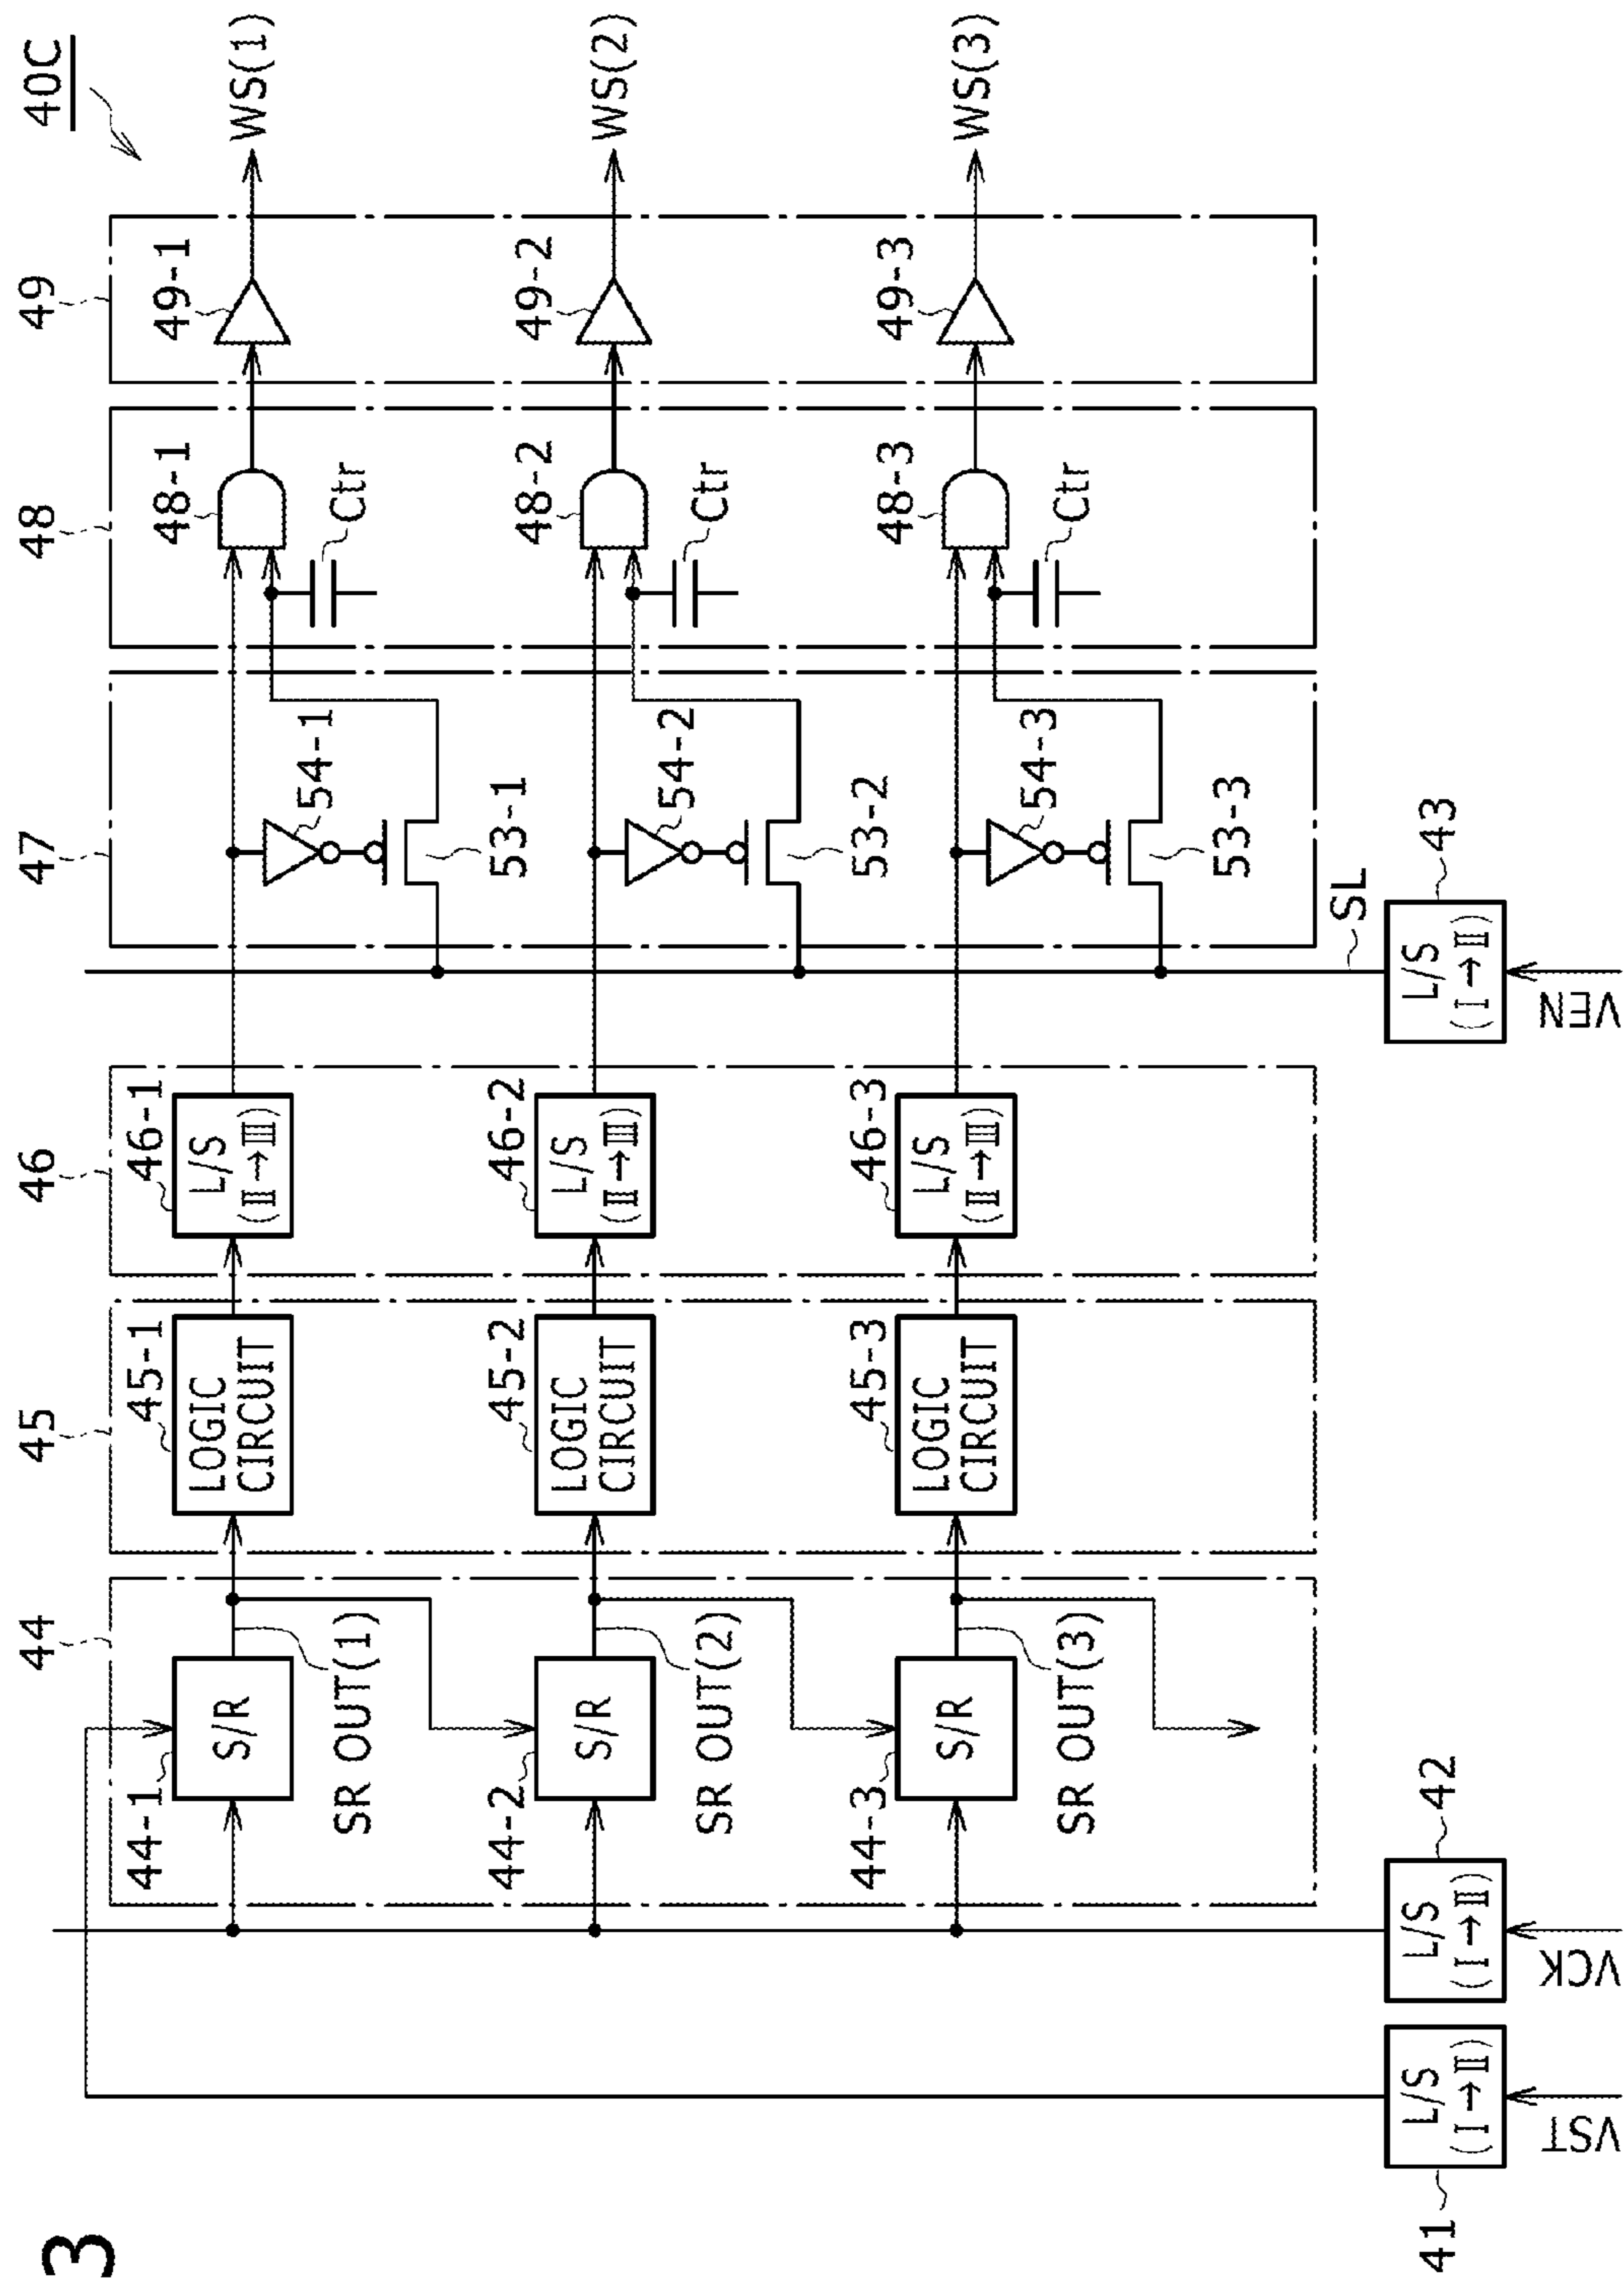 3
40C
44
45
46
47
48
49
44-1
S/R
SR OUT(1)
45-1
LOGIC
CIRCUIT
46-1
L/S
(Ⅱ→Ⅲ)
54-1
53-1
48-1
Ctr
49-1
WS(1)
44-2
S/R
SR OUT(2)
45-2
LOGIC
CIRCUIT
46-2
L/S
(Ⅱ→Ⅲ)
54-2
53-2
48-2
Ctr
49-2
WS(2)
44-3
S/R
SR OUT(3)
45-3
LOGIC
CIRCUIT
46-3
L/S
(Ⅱ→Ⅲ)
54-3
53-3
48-3
Ctr
49-3
WS(3)
SL
41
L/S
(Ⅰ→Ⅱ)
VST
42
L/S
(Ⅰ→Ⅱ)
VCK
43
L/S
(Ⅰ→Ⅱ)
VEN